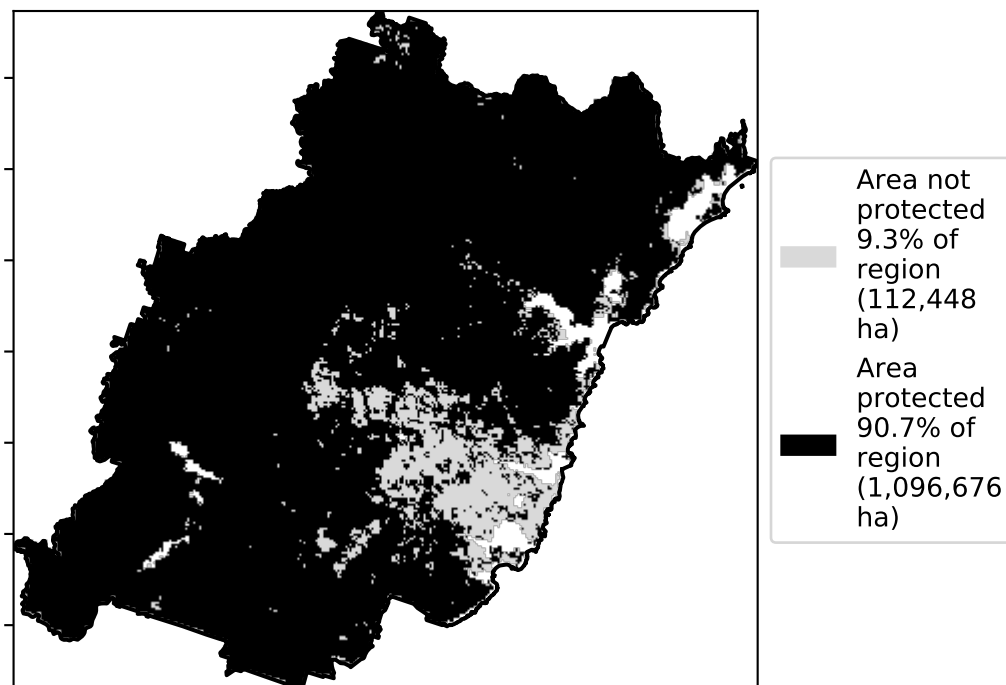 Area not
protected
9.3% of
region
(112,448
ha)
Area
protected
90.7% of
region
(1,096,676
ha)